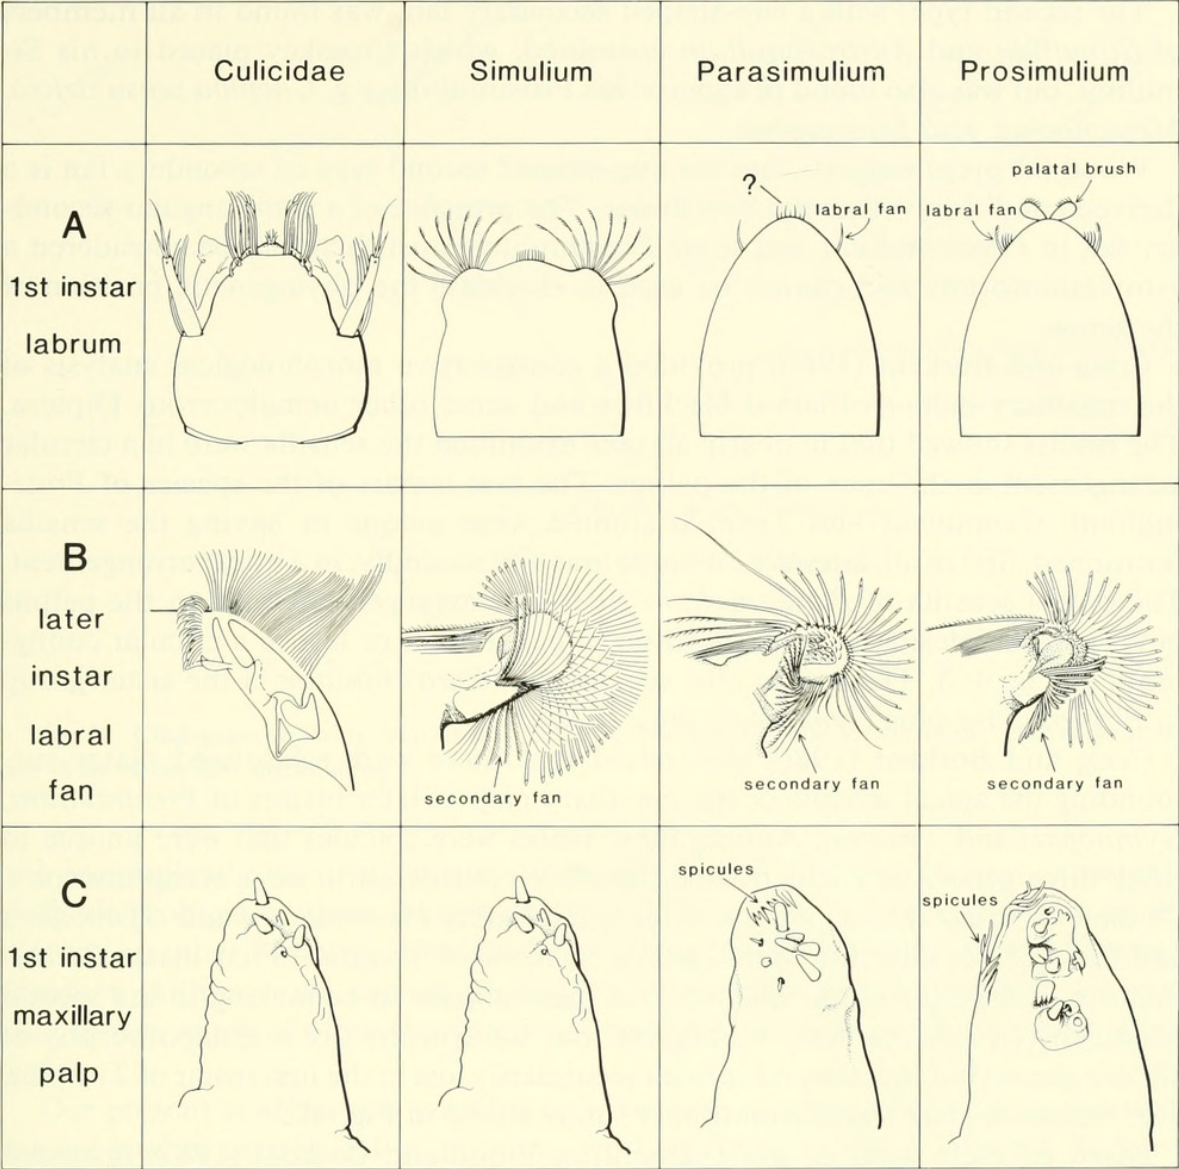 Culicidae
Simulium
Parasimulium
Prosimulium
A
1st instar
labrum
?
labral fan
palatal brush
labral fan
B
later
instar
labral
fan
secondary fan
secondary fan
secondary fan
C
1st instar
maxillary
palp
spicules
spicules